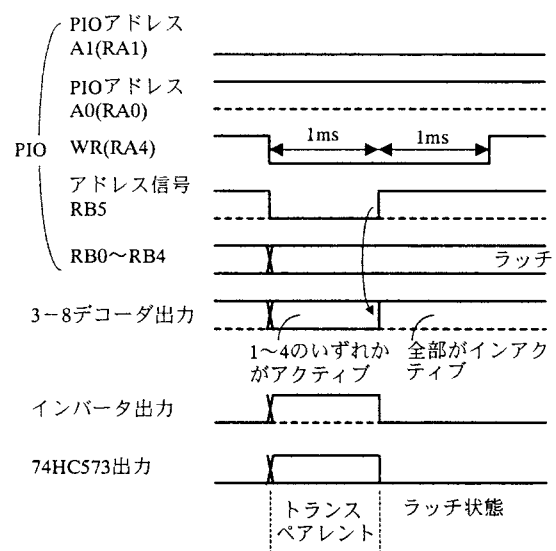 PIOアドレス
A1(RA1)
PIOアドレス
A0(RA0)
PIO
WR(RA4)
1ms
1ms
アドレス信号
RB5
RB0～RB4
ラッチ
3－8デコーダ出力
1～4のいずれか
がアクティブ
全部がインアク
ティブ
インバータ出力
74HC573出力
トランス
ペアレント
ラッチ状態